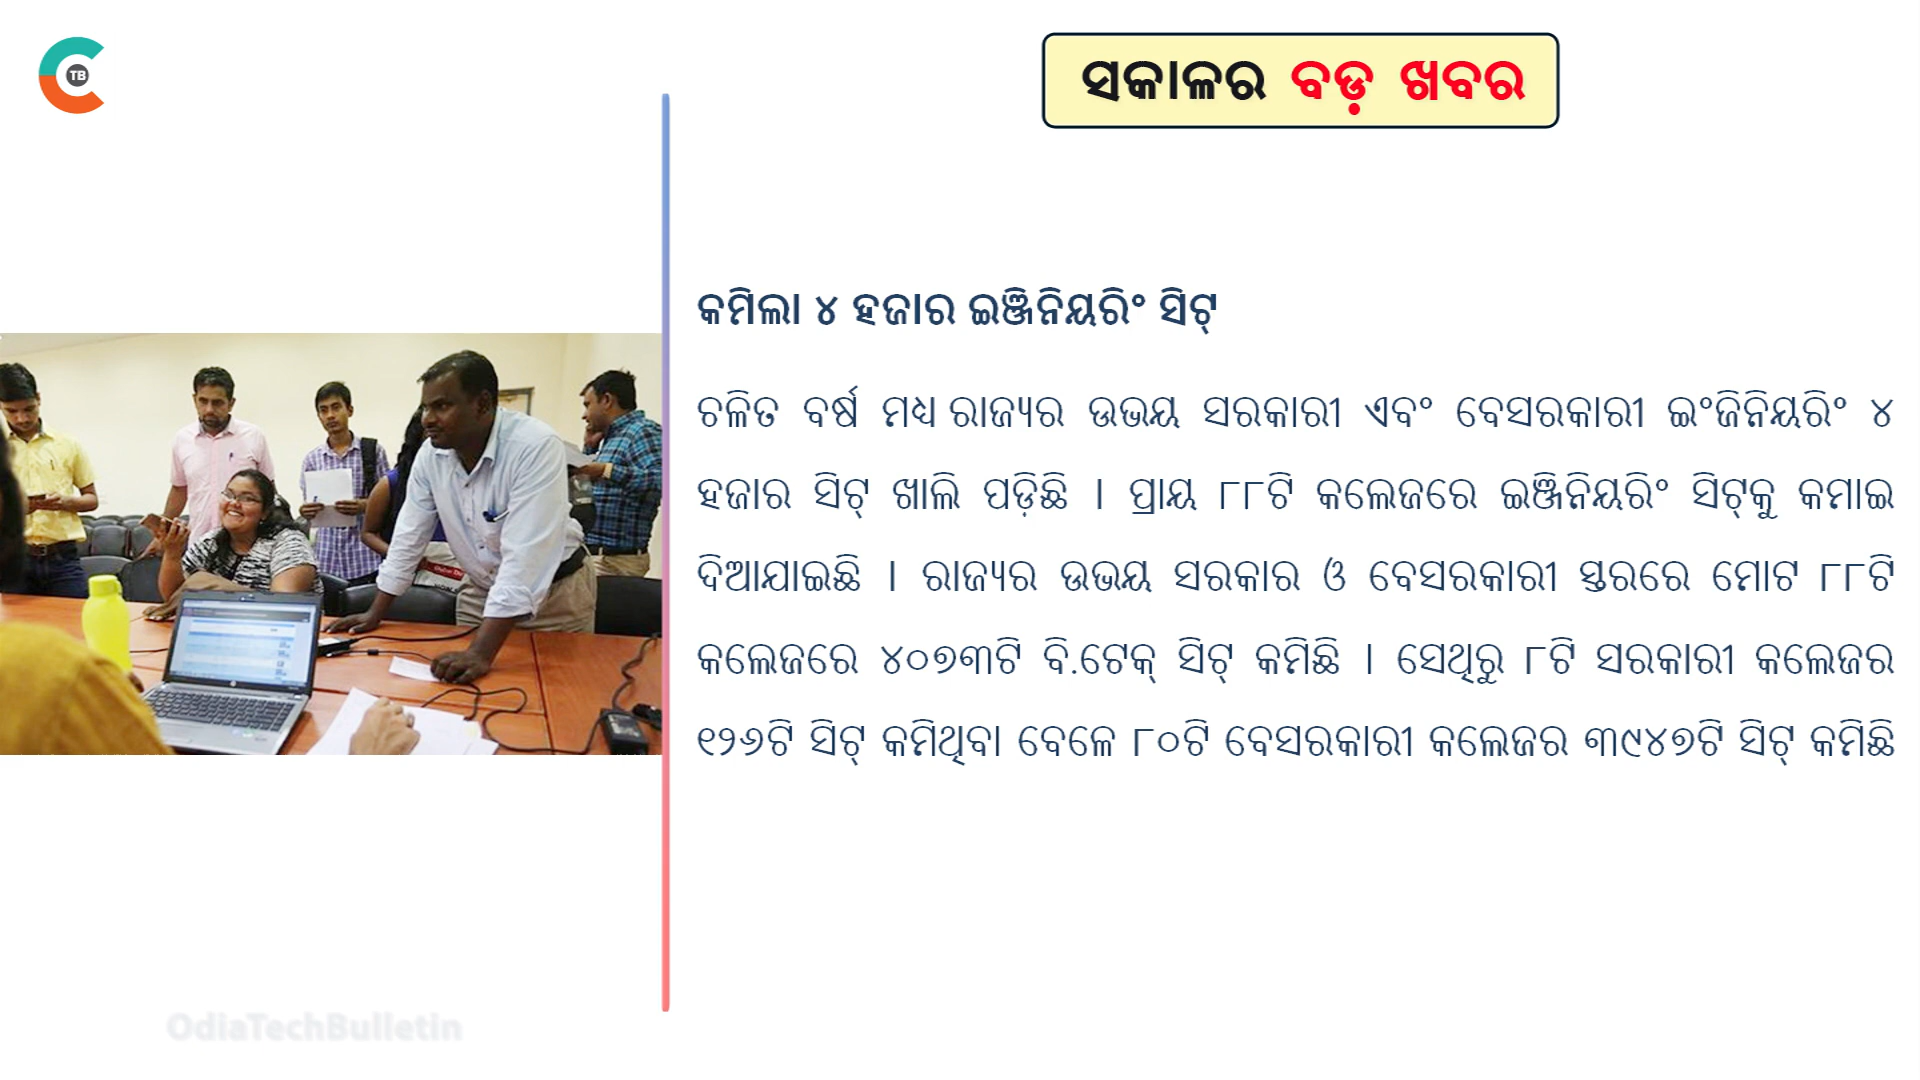 TB
ସକାଳର ବଡ଼ ଖବର
କମିଲା ୪ ହଜାର ଇଞ୍ଜିନିୟରିଂ ସିଟ୍
ଚଳିତ ବର୍ଷ ମଧ୍ୟ ରାଜ୍ୟର ଉଭୟ ସରକାରୀ ଏବଂ ବେସରକାରୀ ଇଂଜିନିୟରିଂ ୪
ହଜାର ସିଟ୍ ଖାଲି ପଡ଼ିଛି । ପ୍ରାୟ ୮୮ଟି କଲେଜରେ ଇଞ୍ଜିନିୟରିଂ ସିଟ୍‌କୁ କମାଇ
ଦିଆଯାଇଛି । ରାଜ୍ୟର ଉଭୟ ସରକାର ଓ ବେସରକାରୀ ସ୍ତରରେ ମୋଟ ୮୮ଟି
କଲେଜରେ ୪୦୭୩ଟି ବି.ଟେକ୍ ସିଟ୍ କମିଛି । ସେଥିରୁ ୮ଟି ସରକାରୀ କଲେଜର
୧୨୬ଟି ସିଟ୍ କମିଥିବା ବେଳେ ୮୦ଟି ବେସରକାରୀ କଲେଜର ୩୯୪୭ଟି ସିଟ୍ କମିଛି
OdiaTechBulletin